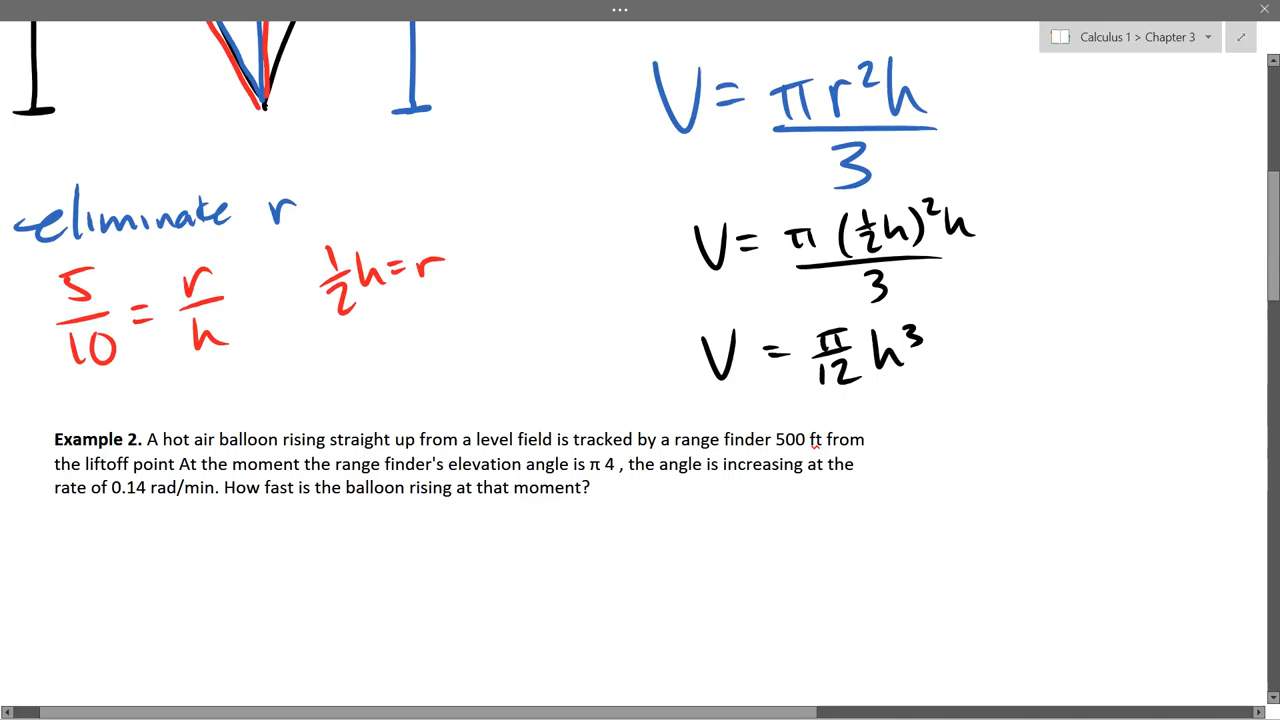 Calculus 1 > Chapter 3
V = πr²h / 3
eliminate r
5/10 = r/h
½h = r
V = π(½h)²h / 3
V = π/12 h³
Example 2. A hot air balloon rising straight up from a level field is tracked by a range finder 500 ft from
the liftoff point At the moment the range finder's elevation angle is π 4 , the angle is increasing at the
rate of 0.14 rad/min. How fast is the balloon rising at that moment?